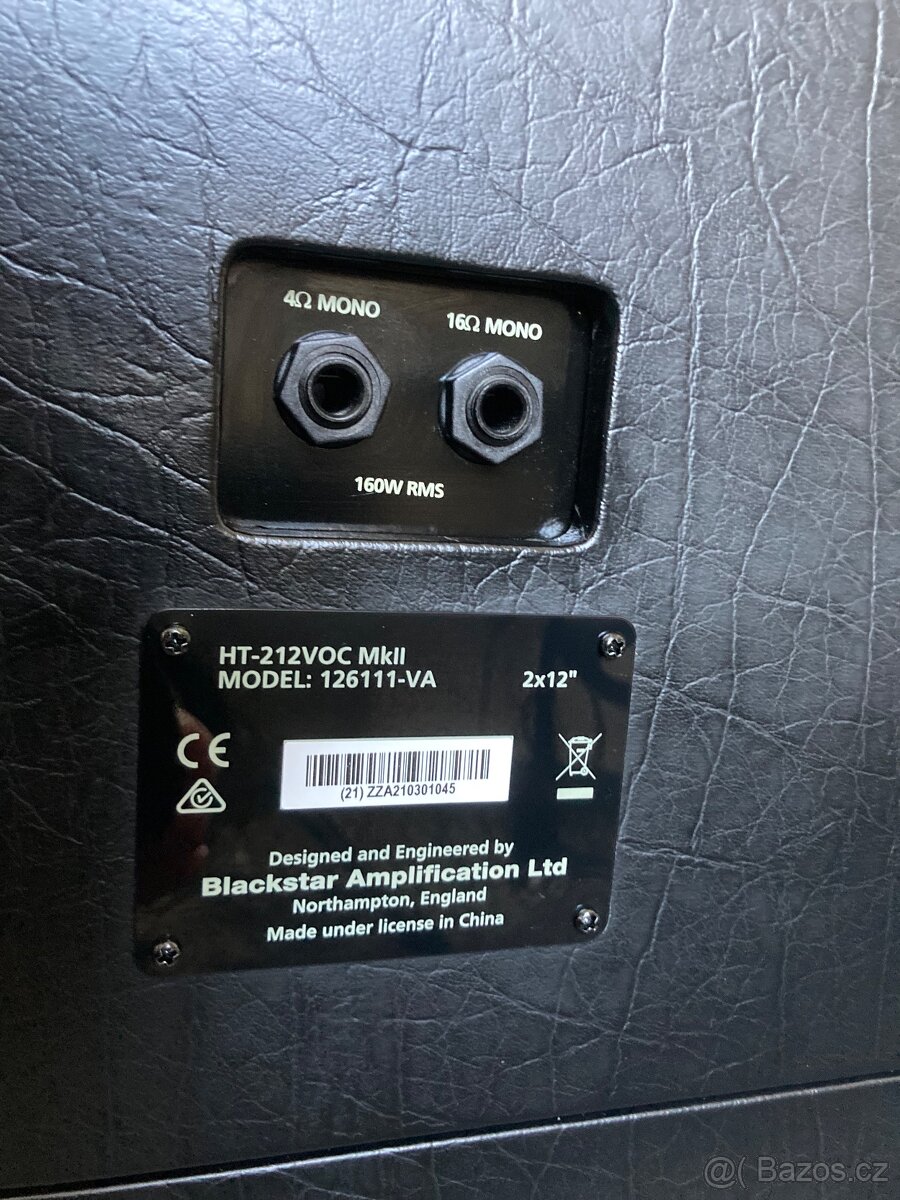 4Ω MONO
16Ω MONO
160W RMS
HT-212VOC MkII
MODEL: 126111-VA
2x12"
CE
(21) ZZA210301045
Designed and Engineered by
Blackstar Amplification Ltd
Northampton, England
Made under license in China
@( Bazos.cz